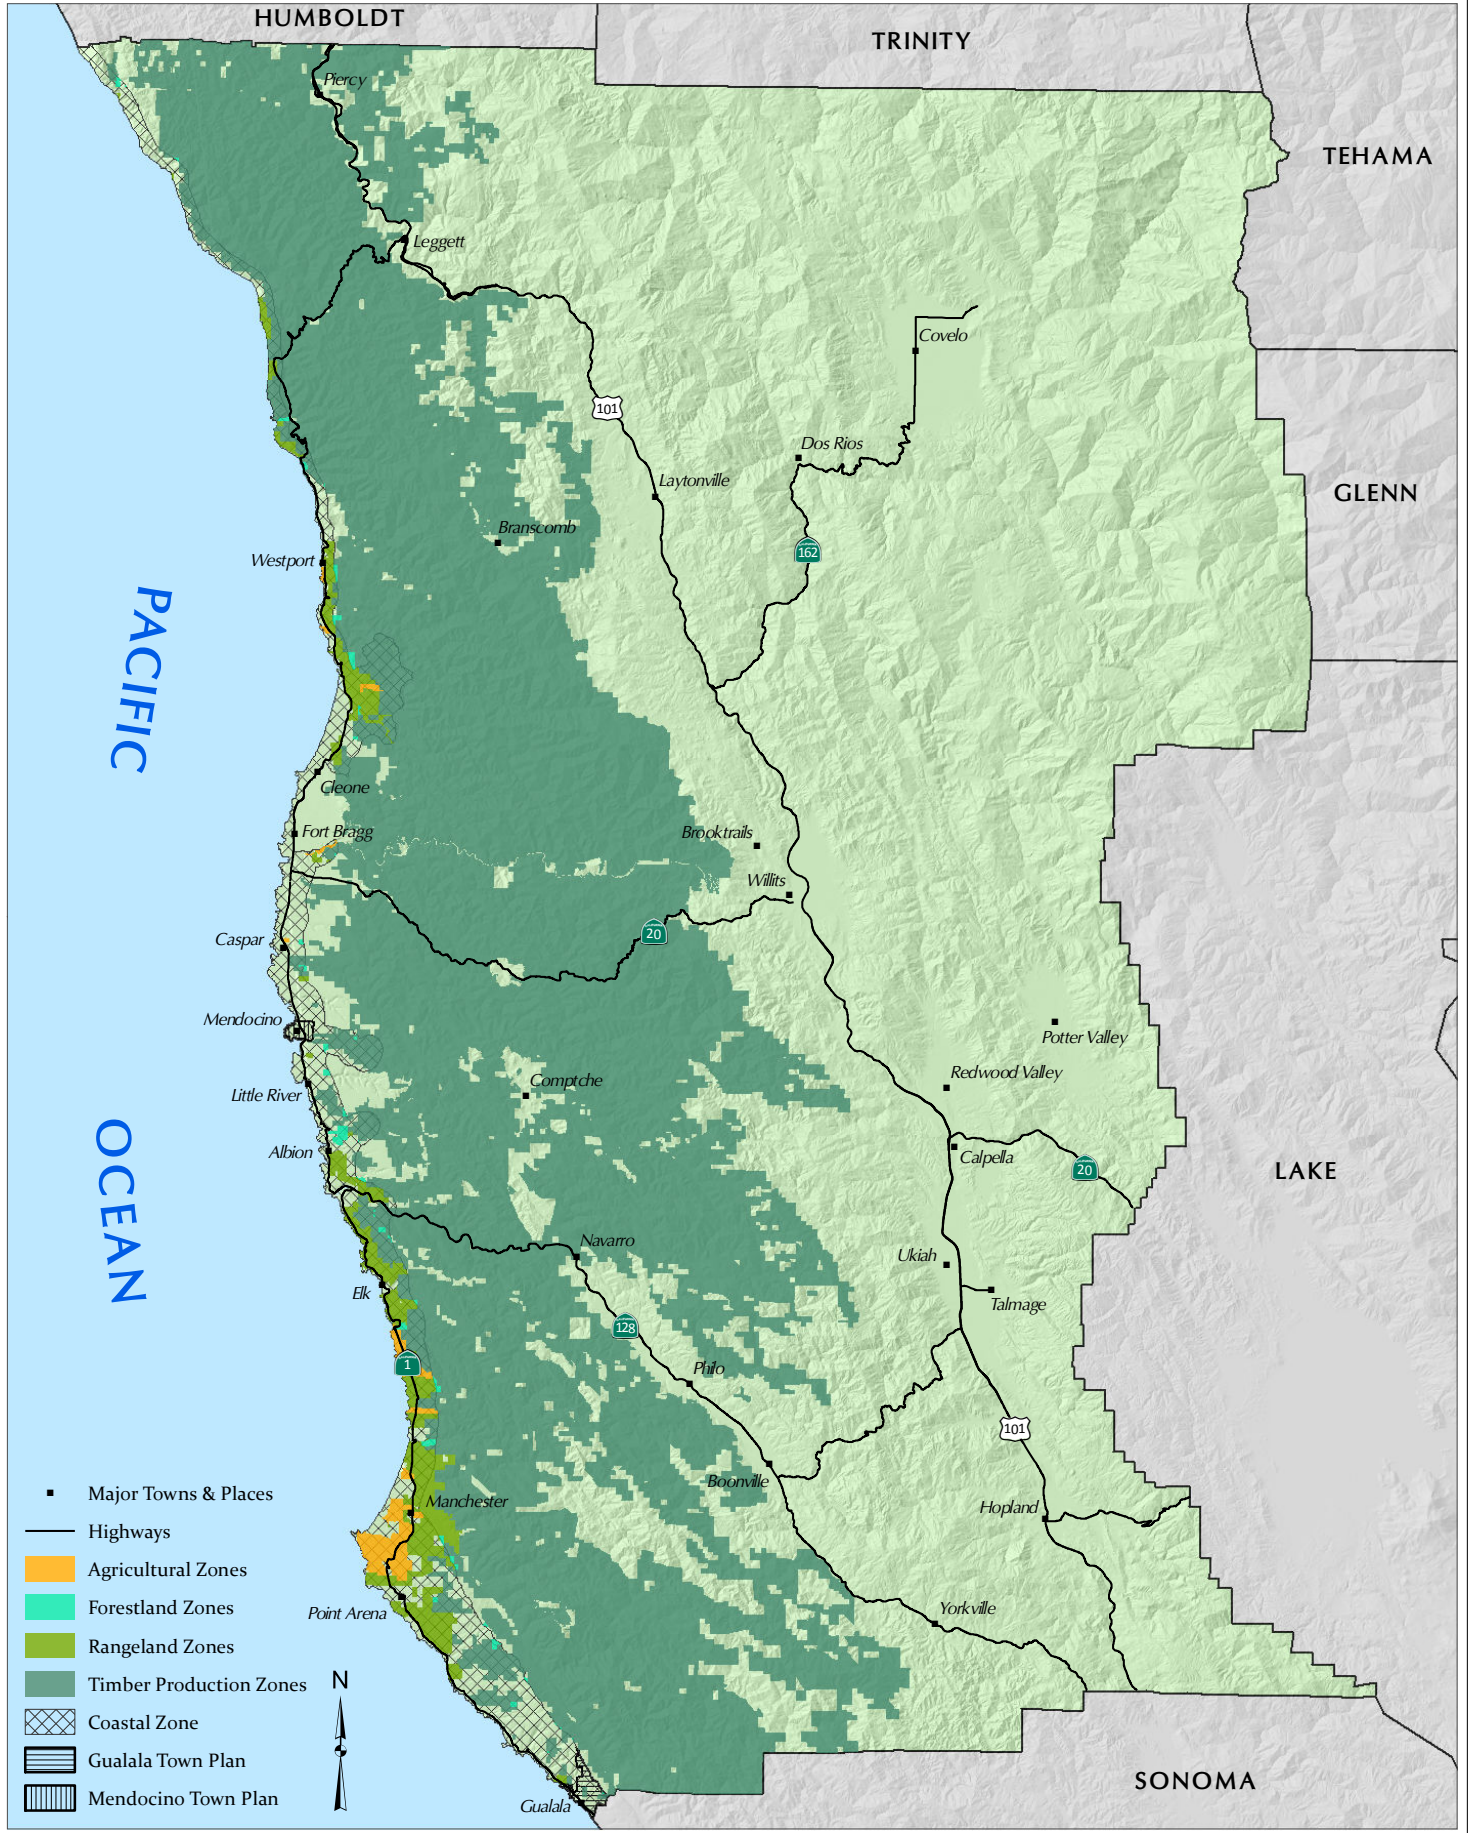 HUMBOLDT
TRINITY
TEHAMA
Piercy
Leggett
Covelo
101
Dos Rios
Laytonville
GLENN
Branscomb
162
Westport
PACIFIC
Cleone
Fort Bragg
Brooktrails
Willits
20
Caspar
Mendocino
Potter Valley
Redwood Valley
Comptche
Little River
OCEAN
Albion
Calpella
20
LAKE
Navarro
Ukiah
Elk
Talmage
128
1
Philo
101
Boonville
Manchester
Hopland
Point Arena
Yorkville
Major Towns & Places
Highways
Agricultural Zones
Forestland Zones
Rangeland Zones
Timber Production Zones
N
Coastal Zone
Gualala Town Plan
Mendocino Town Plan
Gualala
SONOMA